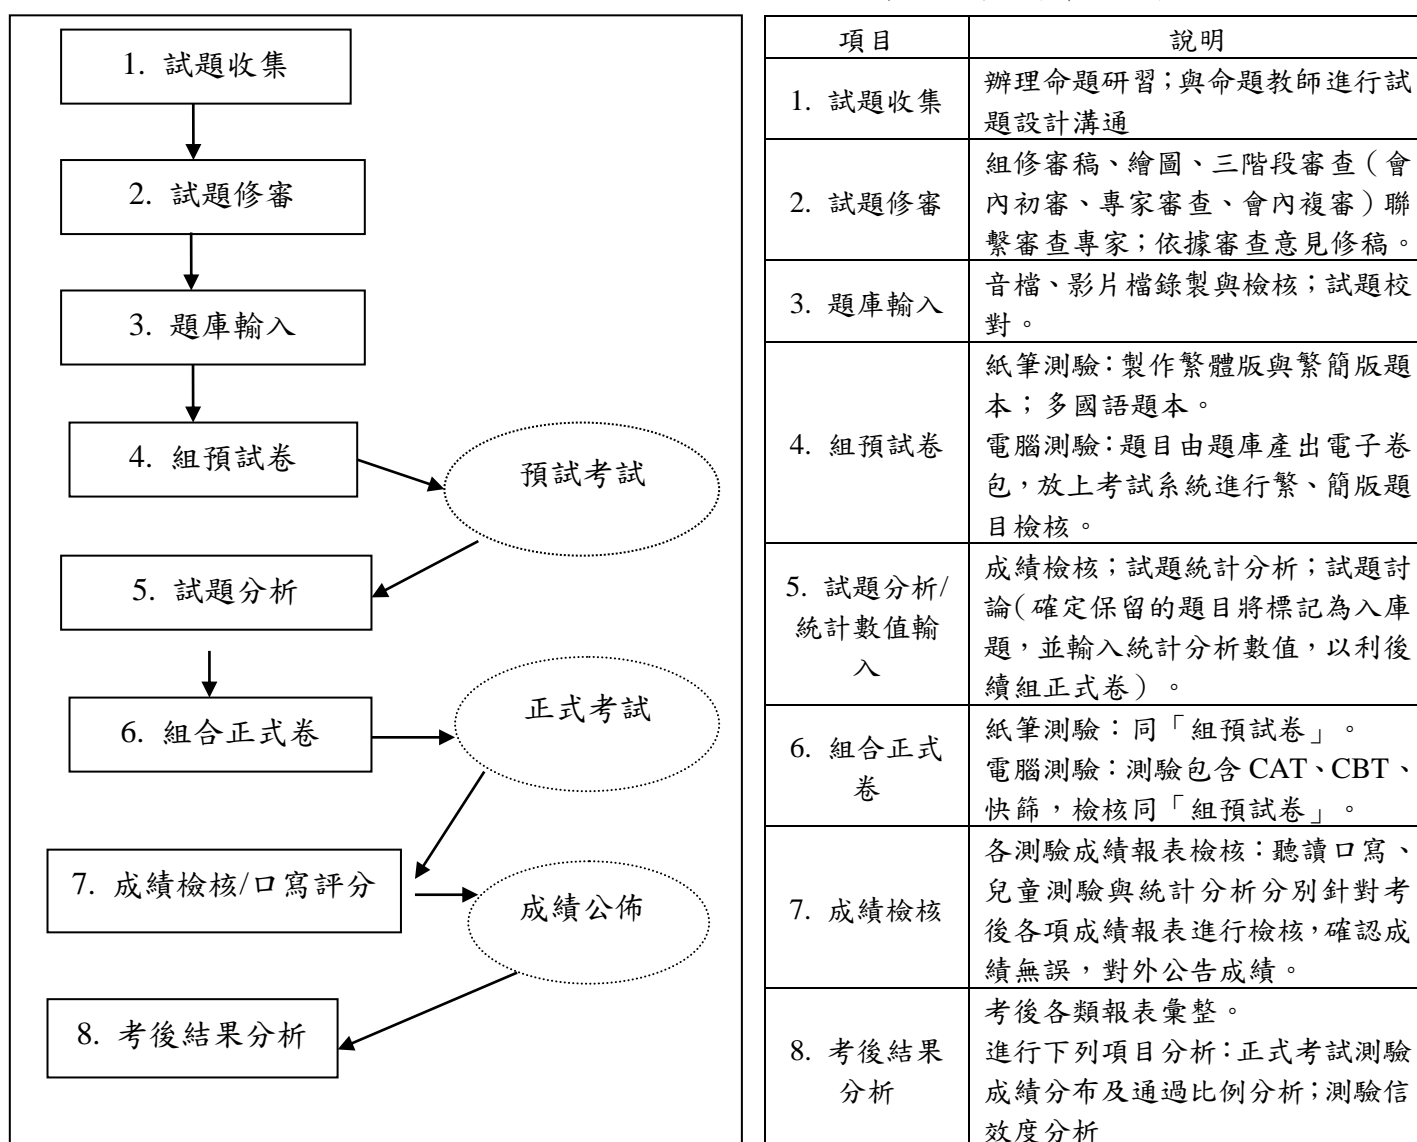 1. 試題收集
2. 試題修審
3. 題庫輸入
4. 組預試卷
預試考試
5. 試題分析
6. 組合正式卷
正式考試
7. 成績檢核/口寫評分
成績公佈
8. 考後結果分析
項目 說明
1. 試題收集
辦理命題研習；與命題教師進行試
題設計溝通
2. 試題修審
組修審稿、繪圖、三階段審查（會
內初審、專家審查、會內複審）聯
繫審查專家；依據審查意見修稿。
3. 題庫輸入
音檔、影片檔錄製與檢核；試題校
對。
4. 組預試卷
紙筆測驗：製作繁體版與繁簡版題
本；多國語題本。
電腦測驗：題目由題庫產出電子卷
包，放上考試系統進行繁、簡版題
目檢核。
5. 試題分析/
統計數值輸
入
成績檢核；試題統計分析；試題討
論（確定保留的題目將標記為入庫
題，並輸入統計分析數值，以利後
續組正式卷）。
6. 組合正式
卷
紙筆測驗：同「組預試卷」。
電腦測驗：測驗包含 CAT、CBT、
快篩，檢核同「組預試卷」。
7. 成績檢核
各測驗成績報表檢核：聽讀口寫、
兒童測驗與統計分析分別針對考
後各項成績報表進行檢核，確認成
績無誤，對外公告成績。
8. 考後結果
分析
考後各類報表彙整。
進行下列項目分析：正式考試測驗
成績分布及通過比例分析；測驗信
效度分析